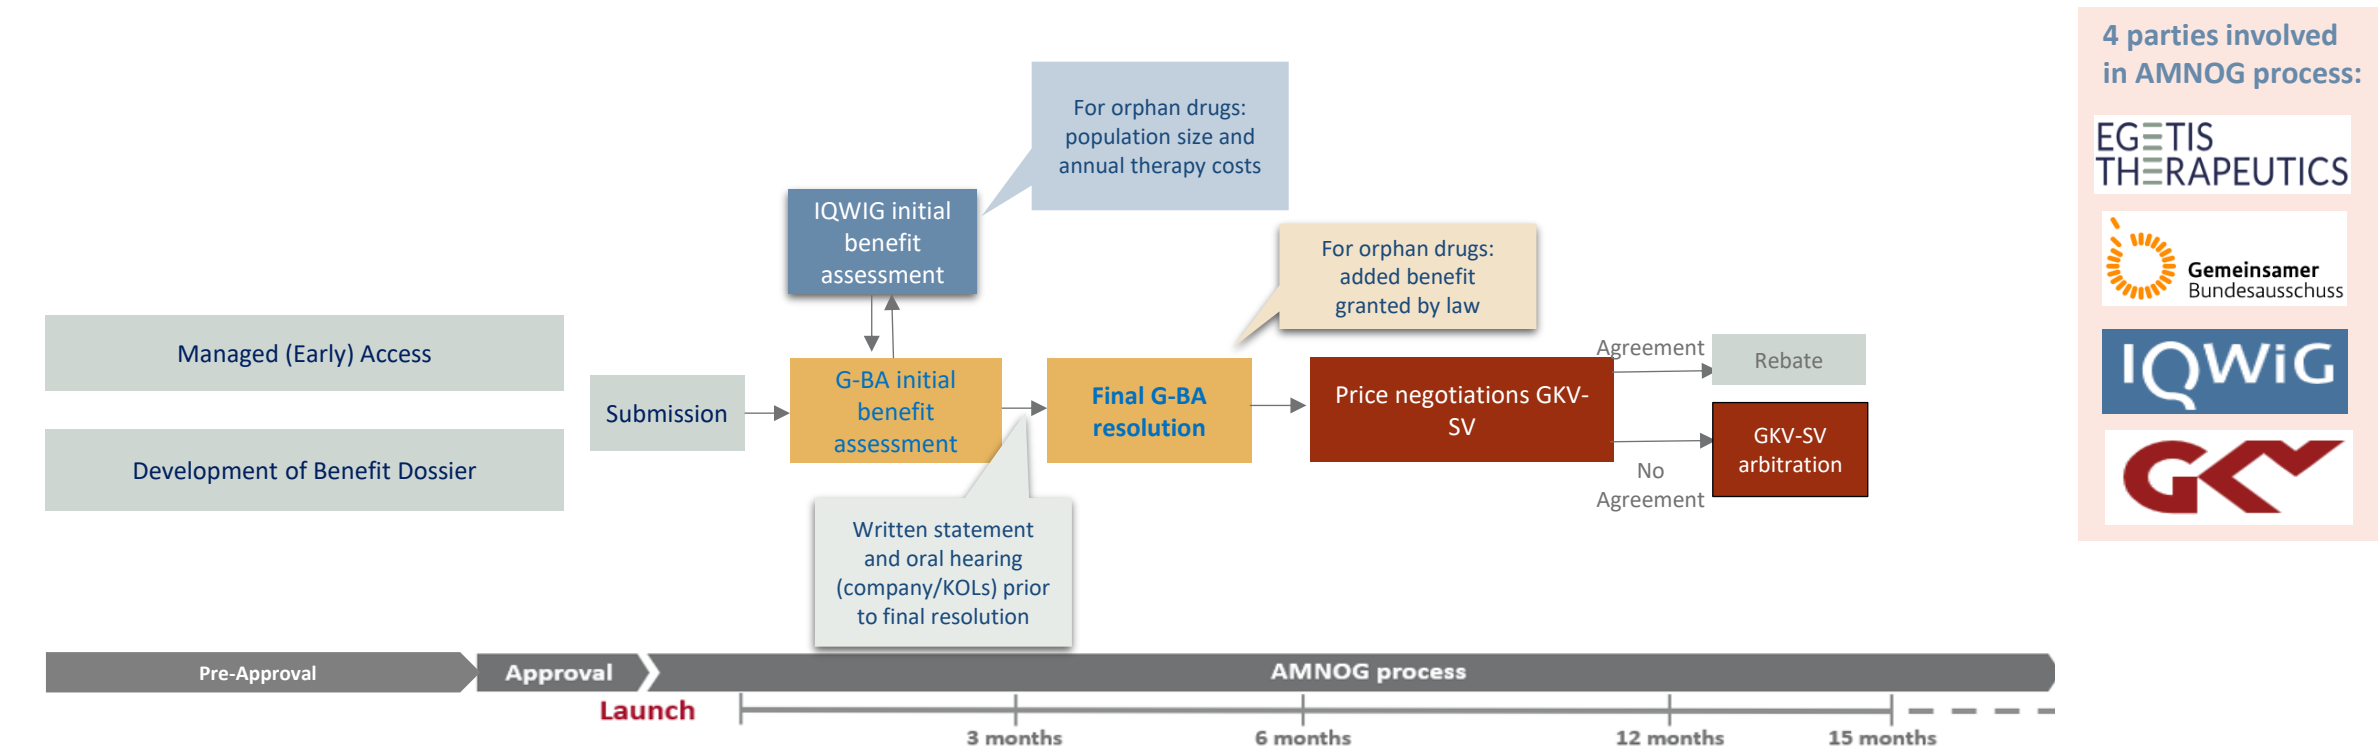 4 parties involved
in AMNOG process:
EGETIS
THERAPEUTICS
Gemeinsamer
Bundesausschuss
IQWiG
GKV
For orphan drugs:
population size and
annual therapy costs
IQWIG initial
benefit
assessment
For orphan drugs:
added benefit
granted by law
Managed (Early) Access
Development of Benefit Dossier
Submission
G-BA initial
benefit
assessment
Final G-BA
resolution
Price negotiations GKV-
SV
Agreement
Rebate
No
Agreement
GKV-SV
arbitration
Written statement
and oral hearing
(company/KOLs) prior
to final resolution
Pre-Approval
Approval
AMNOG process
Launch
3 months
6 months
12 months
15 months